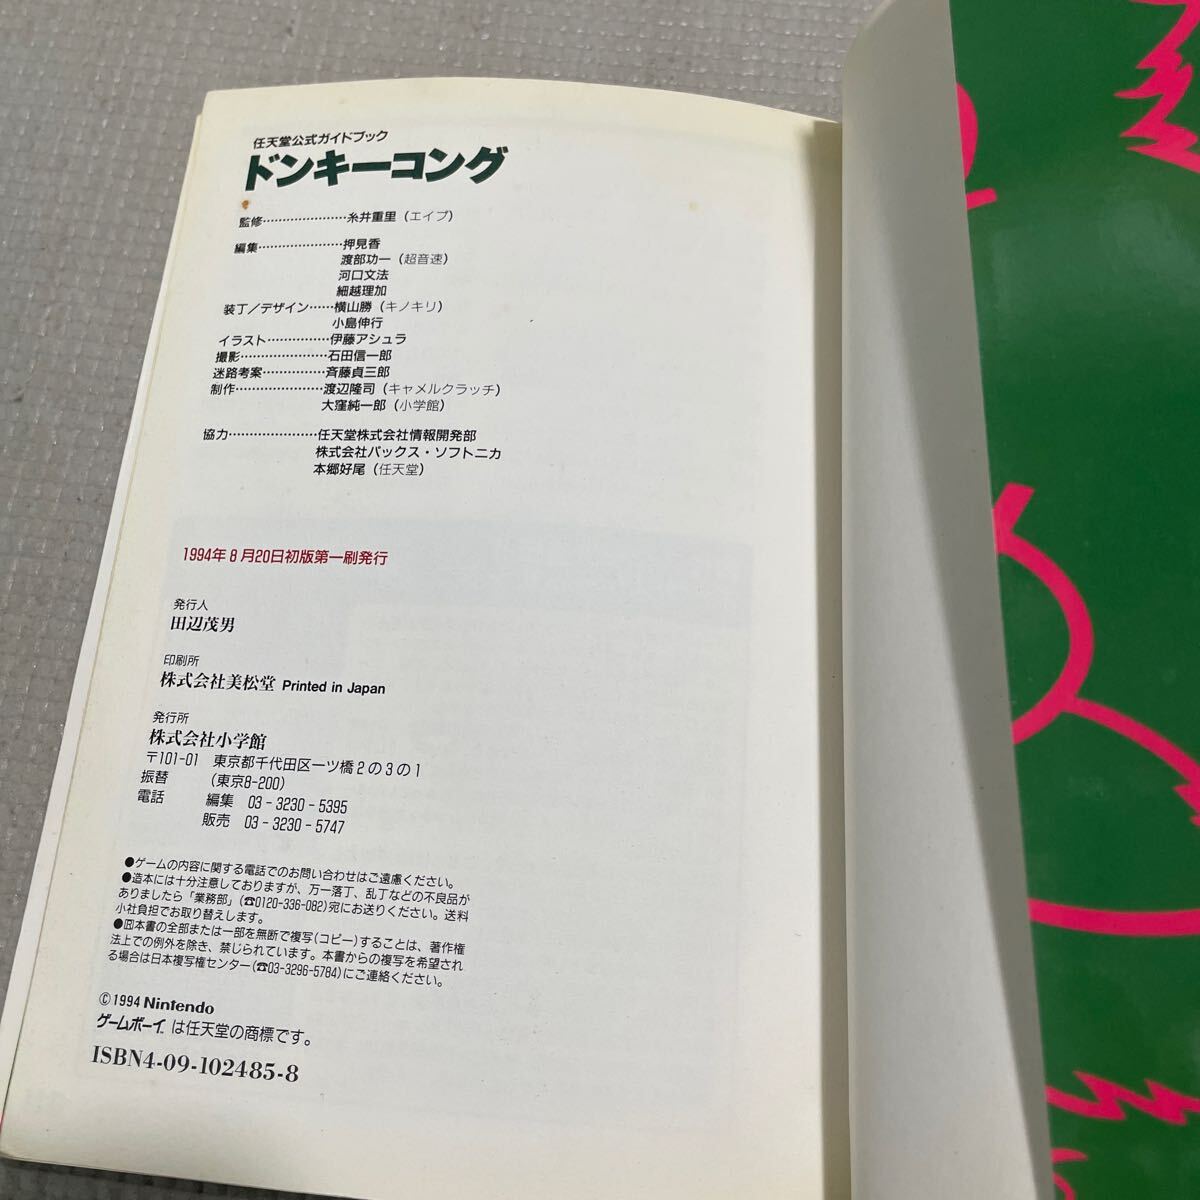 任天堂公式ガイドブック
ドンキーコング
監修…………………糸井重里（エイプ）
編集…………………押見香
渡部功一（超音速）
河口文法
細越理加
装丁／デザイン……横山勝（キノキリ）
小島伸行
イラスト……………伊藤アシュラ
撮影…………………石田信一郎
迷路考案……………斉藤貞三郎
制作…………………渡辺隆司（キャメルクラッチ）
大窪純一郎（小学館）
協力…………………任天堂株式会社情報開発部
株式会社パックス・ソフトニカ
本郷好尾（任天堂）
1994年8月20日初版第一刷発行
発行人
田辺茂男
印刷所
株式会社美松堂 Printed in Japan
発行所
株式会社小学館
〒101-01 東京都千代田区一ツ橋2の3の1
振替 （東京8-200）
電話 編集 03-3230-5395
販売 03-3230-5747
●ゲームの内容に関する電話でのお問い合わせはご遠慮ください。
●造本には十分注意しておりますが、万一落丁、乱丁などの不良品が
ありましたら「業務部」(☎0120-336-082)宛にお送りください。送料
小社負担でお取り替えします。
●Ⓡ本書の全部または一部を無断で複写(コピー)することは、著作権
法上での例外を除き、禁じられています。本書からの複写を希望され
る場合は日本複写権センター(☎03-3296-5784)にご連絡ください。
©1994 Nintendo
ゲームボーイは任天堂の商標です。
ISBN4-09-102485-8